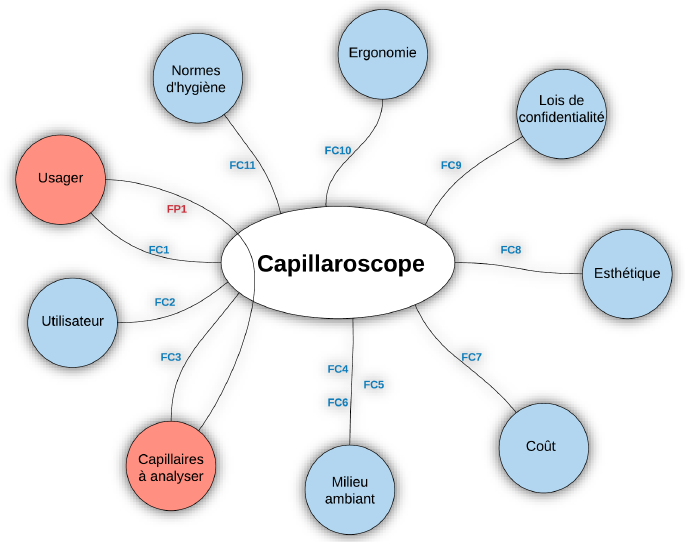 Ergonomie
Normes
d'hygiène
Lois de
confidentialité
FC10
FC11
FC9
Usager
FP1
FC1
FC8
Capillaroscope
Esthétique
FC2
Utilisateur
FC3
FC7
FC4
FC5
FC6
Capillaires
à analyser
Coût
Milieu
ambiant